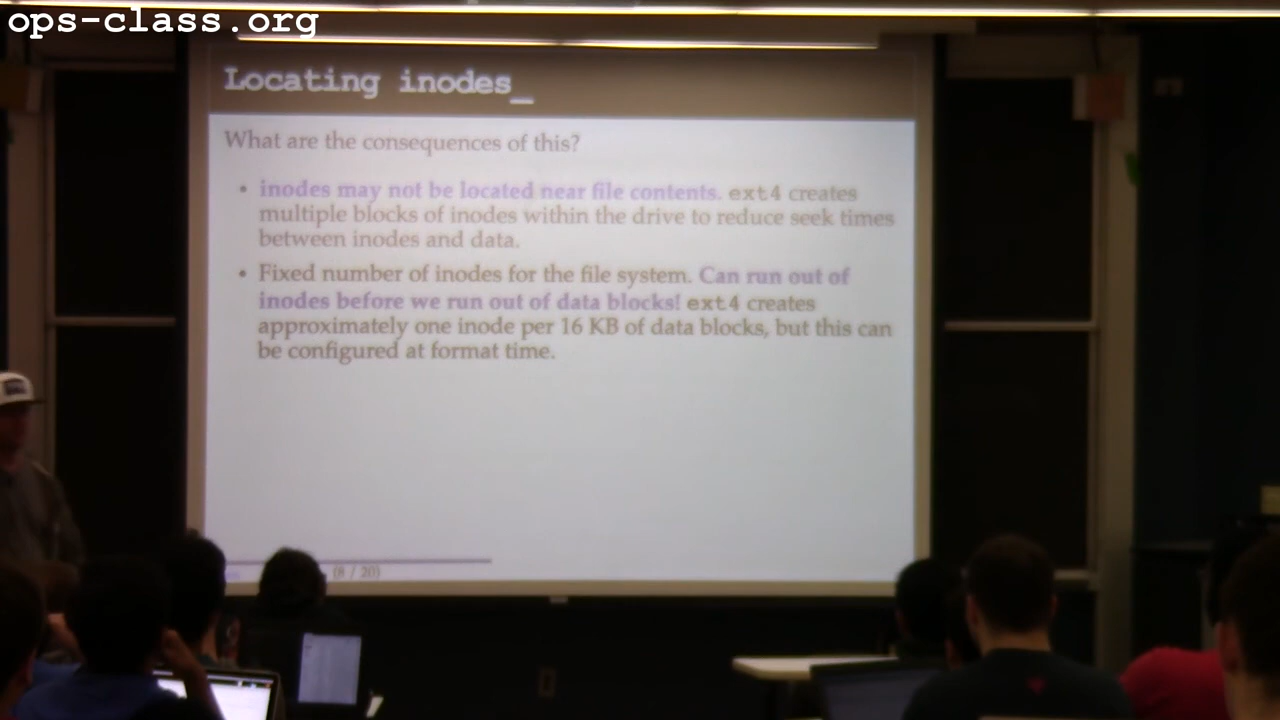 ops-class.org
Locating inodes_
What are the consequences of this?
• inodes may not be located near file contents. ext4 creates
multiple blocks of inodes within the drive to reduce seek times
between inodes and data.
• Fixed number of inodes for the file system. Can run out of
inodes before we run out of data blocks! ext4 creates
approximately one inode per 16 KB of data blocks, but this can
be configured at format time.
(8 / 20)